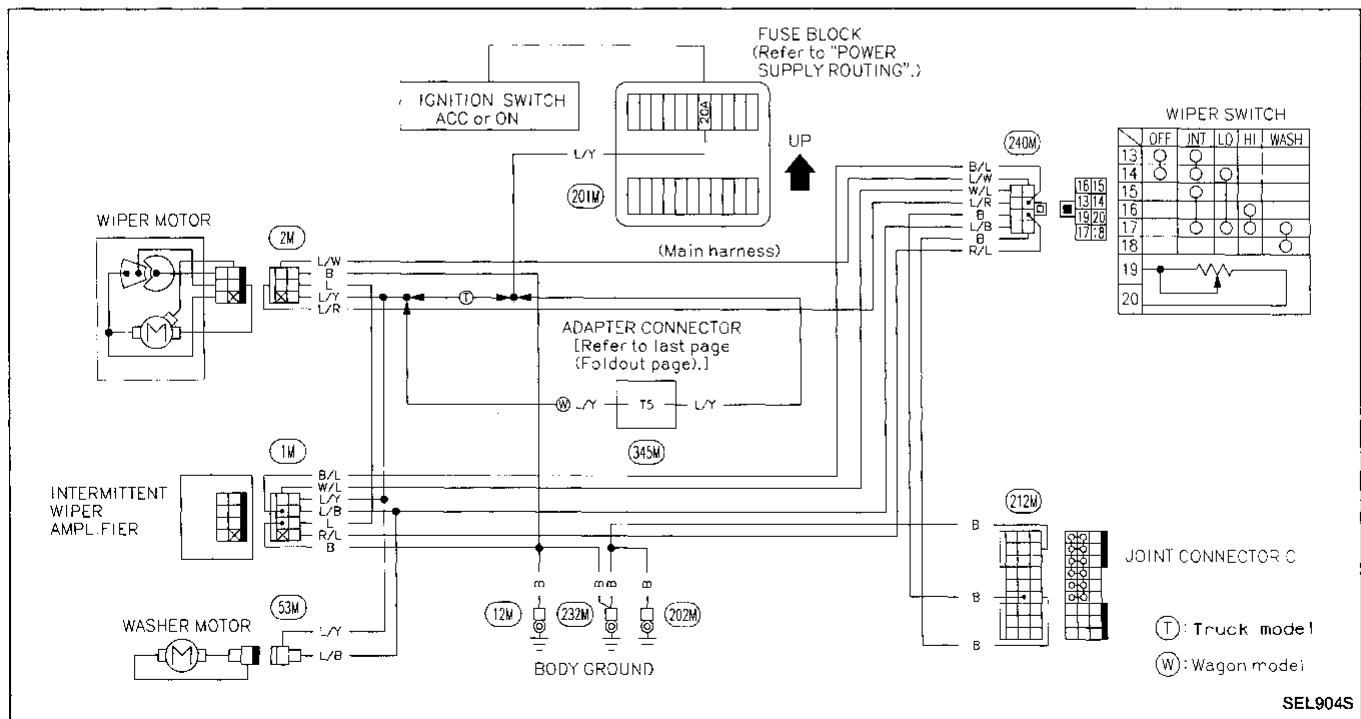 FUSE BLOCK
(Refer to "POWER
SUPPLY ROUTING".)
IGNITION SWITCH
ACC or ON
20A
UP
L/Y
201M
(Main harness)
WIPER SWITCH
OFF INT LO HI WASH
13
14
15
16
17
18
19
20
240M
B/L
L/W
W/L
L/R
B
L/B
B
R/L
16 15
13 14
19 20
17 18
WIPER MOTOR
M
2M
L/W
B
L
L/Y
L/R
T
ADAPTER CONNECTOR
[Refer to last page
(Foldout page).]
W L/Y T5 L/Y
345M
INTERMITTENT
WIPER
AMPLIFIER
1M
B/L
W/L
L/Y
L/B
L
R/L
B
WASHER MOTOR
M
53M
L/Y
L/B
B B B B
12M 232M 202M
BODY GROUND
212M
B
B
B
JOINT CONNECTOR C
T : Truck model
W : Wagon model
SEL904S